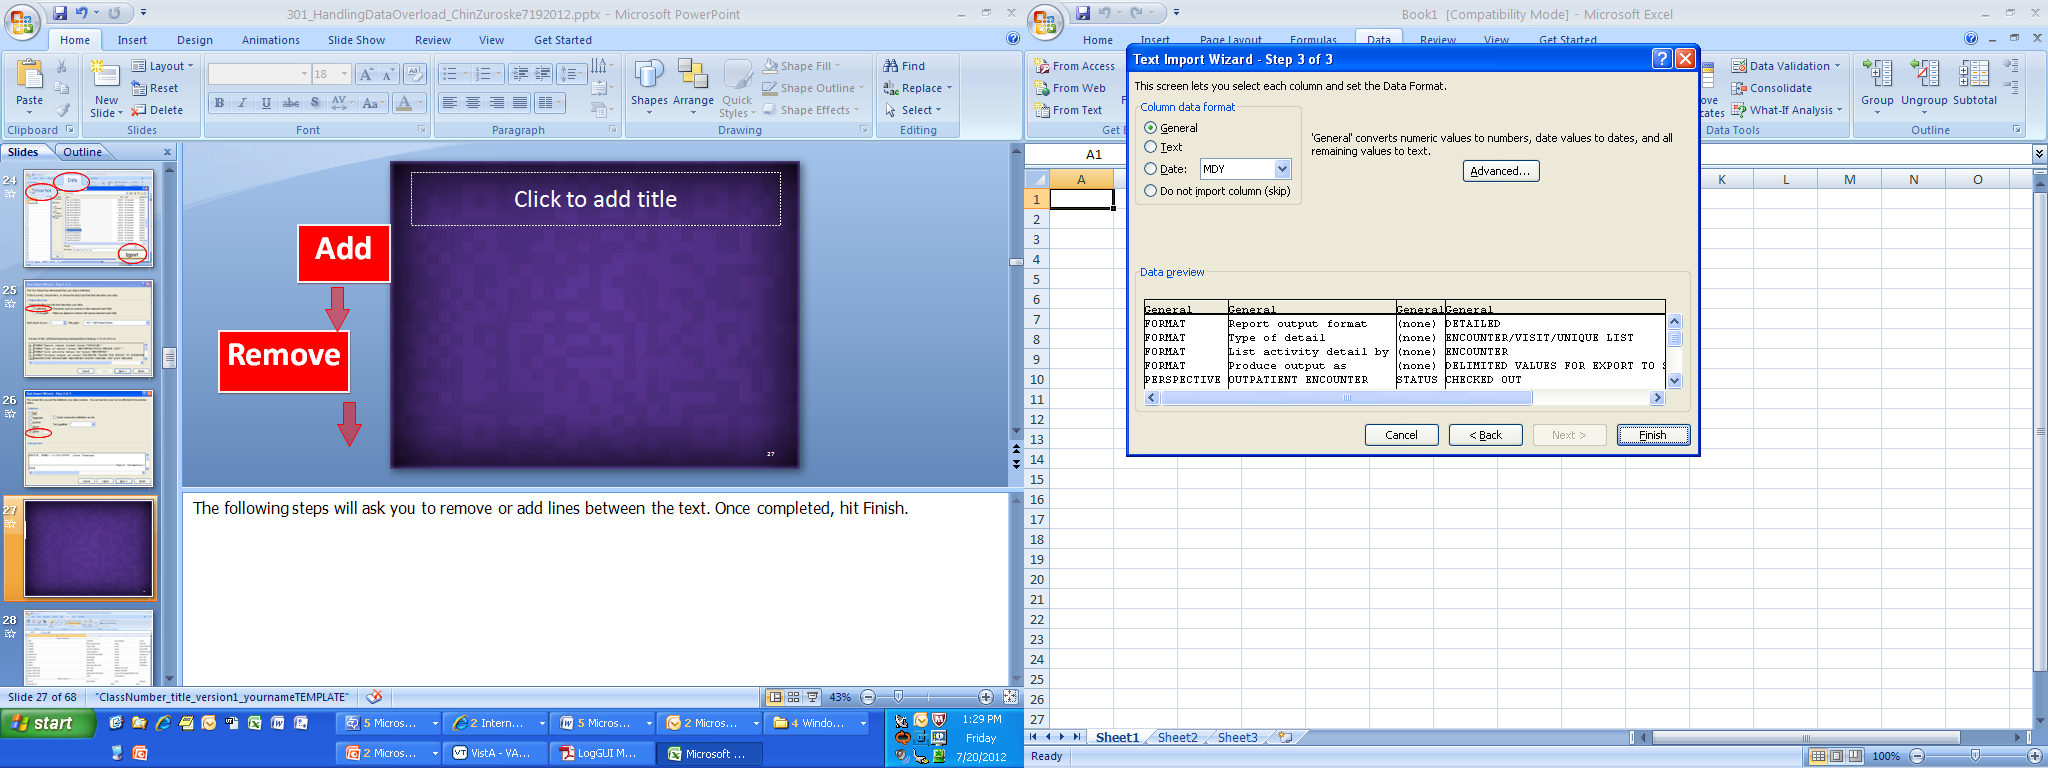 301_HandlingDataOverload_ChinZuroske7192012.pptx - Microsoft PowerPoint
Home Insert Design Animations Slide Show Review View Get Started
Paste
New Slide
Layout
Reset
Delete
18
B I U abc S AV Aa A
Shapes Arrange Quick Styles
Shape Fill
Shape Outline
Shape Effects
Find
Replace
Select
Clipboard Slides Font Paragraph Drawing Editing
Slides Outline
24
25
26
27
28
Click to add title
Add
Remove
27
The following steps will ask you to remove or add lines between the text. Once completed, hit Finish.
Slide 27 of 68 "ClassNumber_title_version1_yournameTEMPLATE" 43%
Book1 [Compatibility Mode] - Microsoft Excel
Home Insert Page Layout Formulas Data Review View Get Started
From Access
From Web
From Text
Data Validation
Consolidate
What-If Analysis
Group Ungroup Subtotal
Data Tools Outline
A1
A K L M N O
1
2
3
4
5
6
7
8
9
10
11
12
13
14
15
16
17
18
19
20
21
22
23
24
25
26
27
Text Import Wizard - Step 3 of 3
This screen lets you select each column and set the Data Format.
Column data format
General
Text
Date: MDY
Do not import column (skip)
'General' converts numeric values to numbers, date values to dates, and all
remaining values to text.
Advanced...
Data preview
General General General General
FORMAT Report output format (none) DETAILED
FORMAT Type of detail (none) ENCOUNTER/VISIT/UNIQUE LIST
FORMAT List activity detail by (none) ENCOUNTER
FORMAT Produce output as (none) DELIMITED VALUES FOR EXPORT TO
PERSPECTIVE OUTPATIENT ENCOUNTER STATUS CHECKED OUT
Cancel < Back Next > Finish
Sheet1 Sheet2 Sheet3
Ready 100%
start
5 Micros... 2 Intern... 5 Micros... 2 Micros... 4 Windo...
2 Micros... VistA - VA... LogGUI M... Microsoft ...
1:29 PM
Friday
7/20/2012